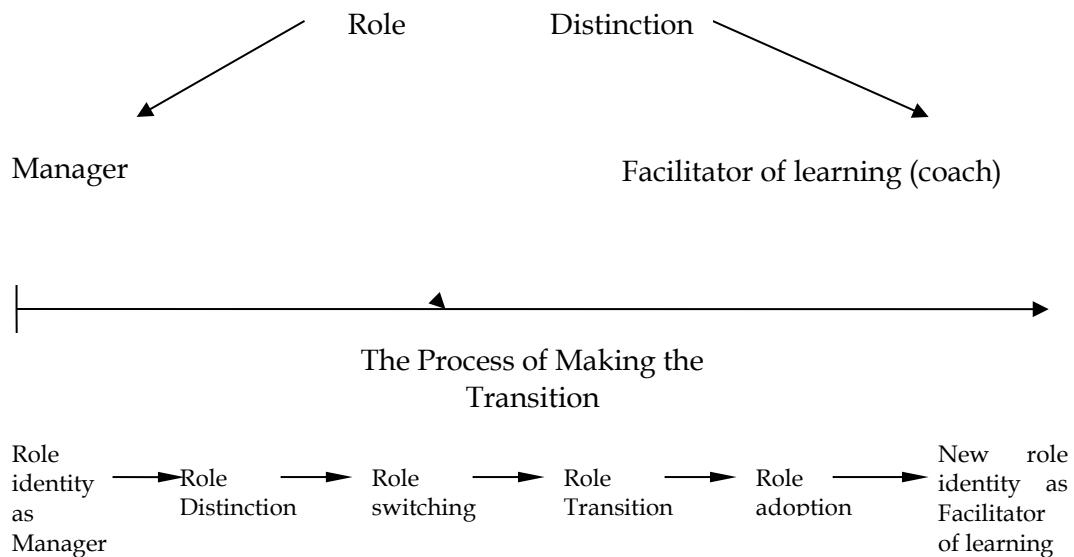 Role Distinction
Manager
Facilitator of learning (coach)
The Process of Making the
Transition
Role
identity
as
Manager
Role
Distinction
Role
switching
Role
Transition
Role
adoption
New role
identity as
Facilitator
of learning